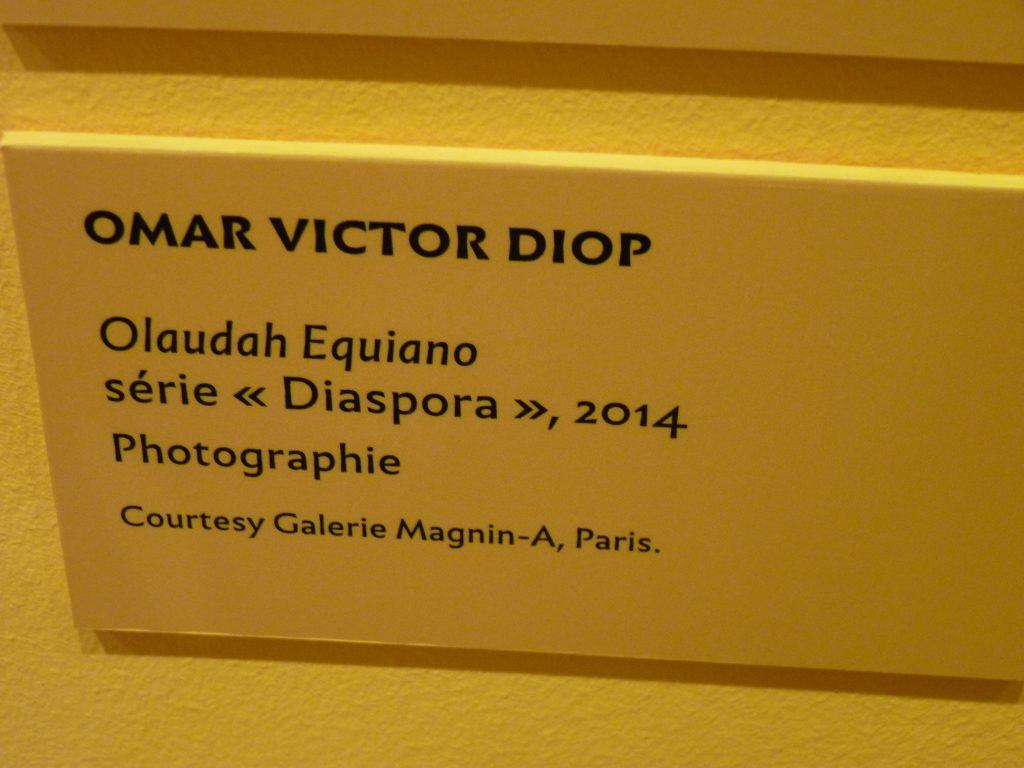 OMAR VICTOR DIOP
Olaudah Equiano
série « Diaspora », 2014
Photographie
Courtesy Galerie Magnin-A, Paris.